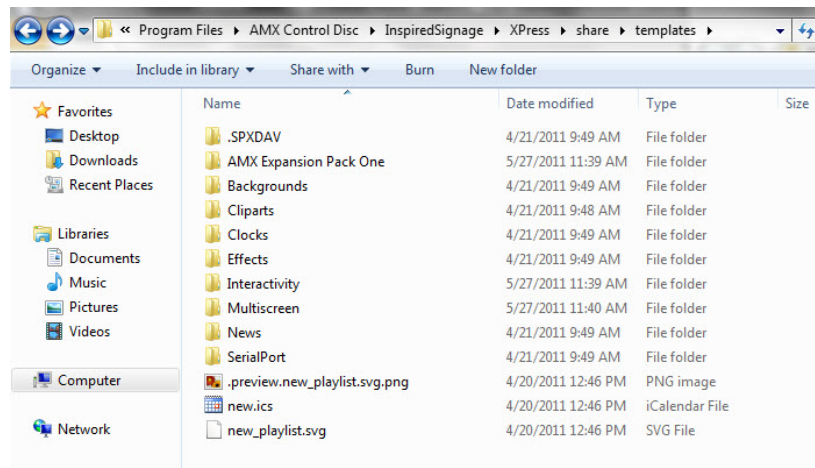 « Program Files ▸ AMX Control Disc ▸ InspiredSignage ▸ XPress ▸ share ▸ templates ▸
Organize ▾ Include in library ▾ Share with ▾ Burn New folder
Name Date modified Type Size
Favorites
Desktop
Downloads
Recent Places
Libraries
Documents
Music
Pictures
Videos
Computer
Network
.SPXDAV 4/21/2011 9:49 AM File folder
AMX Expansion Pack One 5/27/2011 11:39 AM File folder
Backgrounds 4/21/2011 9:49 AM File folder
Cliparts 4/21/2011 9:48 AM File folder
Clocks 4/21/2011 9:49 AM File folder
Effects 4/21/2011 9:49 AM File folder
Interactivity 5/27/2011 11:39 AM File folder
Multiscreen 5/27/2011 11:40 AM File folder
News 4/21/2011 9:49 AM File folder
SerialPort 4/21/2011 9:49 AM File folder
.preview.new_playlist.svg.png 4/20/2011 12:46 PM PNG image
new.ics 4/20/2011 12:46 PM iCalendar File
new_playlist.svg 4/20/2011 12:46 PM SVG File